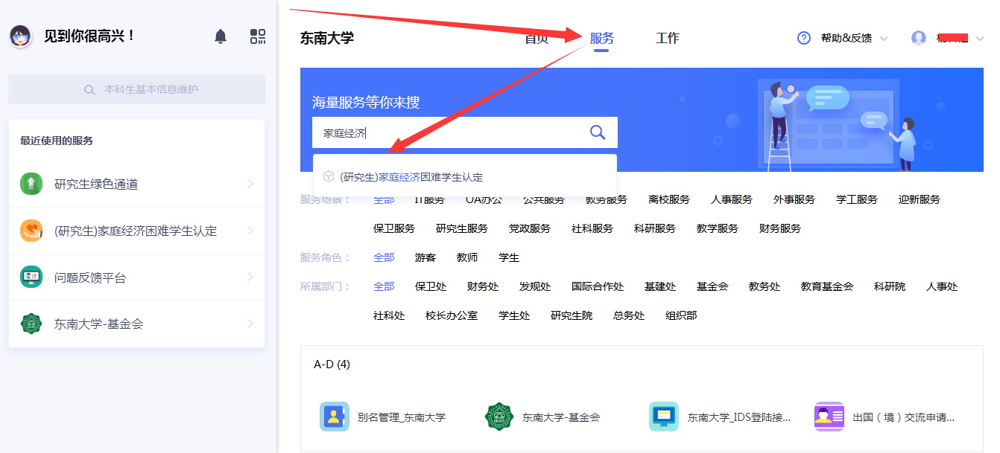 见到你很高兴！
本科生基本信息维护
最近使用的服务
研究生绿色通道
(研究生)家庭经济困难学生认定
问题反馈平台
东南大学-基金会
东南大学 首页 服务 工作 帮助&反馈
海量服务等你来搜
家庭经济
(研究生)家庭经济困难学生认定
服务场景： 全部 IT服务 OA办公 公共服务 教务服务 离校服务 人事服务 外事服务 学工服务 迎新服务
保卫服务 研究生服务 党政服务 社科服务 科研服务 教学服务 财务服务
服务角色： 全部 游客 教师 学生
所属部门： 全部 保卫处 财务处 发规处 国际合作处 基建处 基金会 教务处 教育基金会 科研院 人事处
社科处 校长办公室 学生处 研究生院 总务处 组织部
A-D (4)
别名管理_东南大学 东南大学-基金会 东南大学_IDS登陆接... 出国（境）交流申请...